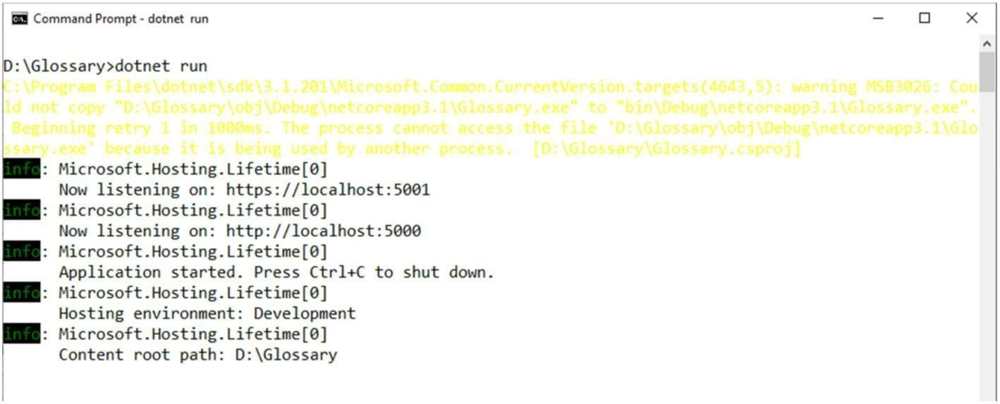 Command Prompt - dotnet run
D:\Glossary>dotnet run
C:\Program Files\dotnet\sdk\3.1.201\Microsoft.Common.CurrentVersion.targets(4643,5): warning MSB3026: Cou
ld not copy "D:\Glossary\obj\Debug\netcoreapp3.1\Glossary.exe" to "bin\Debug\netcoreapp3.1\Glossary.exe".
 Beginning retry 1 in 1000ms. The process cannot access the file 'D:\Glossary\obj\Debug\netcoreapp3.1\Glo
ssary.exe' because it is being used by another process.  [D:\Glossary\Glossary.csproj]
info: Microsoft.Hosting.Lifetime[0]
      Now listening on: https://localhost:5001
info: Microsoft.Hosting.Lifetime[0]
      Now listening on: http://localhost:5000
info: Microsoft.Hosting.Lifetime[0]
      Application started. Press Ctrl+C to shut down.
info: Microsoft.Hosting.Lifetime[0]
      Hosting environment: Development
info: Microsoft.Hosting.Lifetime[0]
      Content root path: D:\Glossary